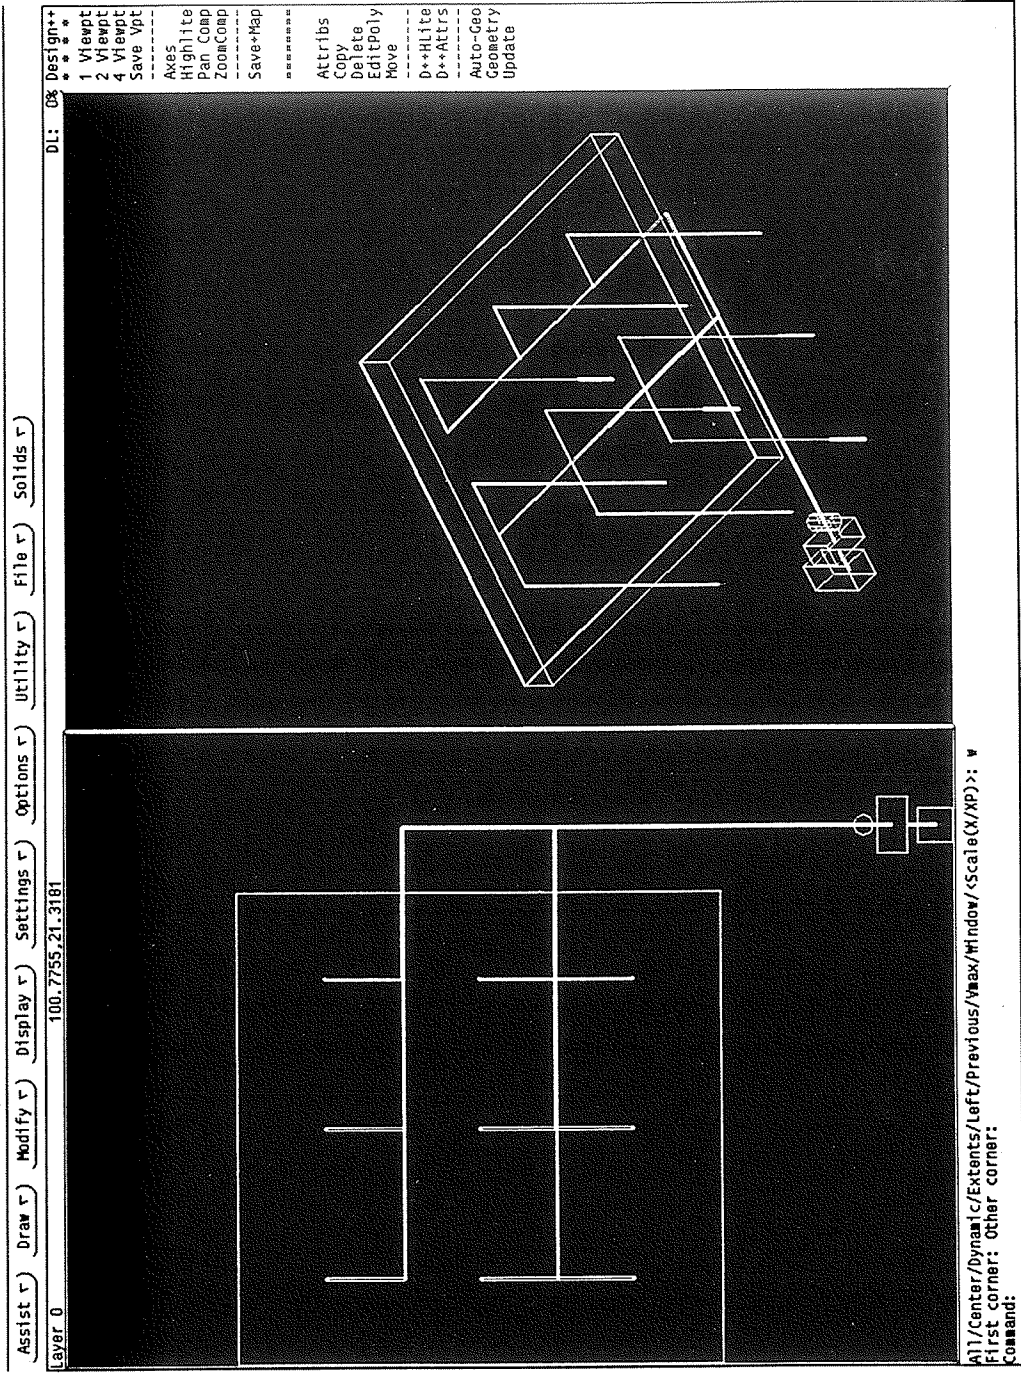 Assist Draw Modify Display Settings Options Utility File Solids
Layer 0 100.7755,21.3181 DL: 0% Design++
* * * *
1 Viewpt
2 Viewpt
4 Viewpt
Save Vpt
--------
Axes
Highlite
Pan Comp
ZoomComp
--------
Save+Map
========
Attribs
Copy
Delete
EditPoly
Move
--------
D++HLite
D++Attrs
--------
Auto-Geo
Geometry
Update
All/Center/Dynamic/Extents/Left/Previous/Vmax/Window/<Scale(X/XP)>: w
First corner: Other corner:
Command: